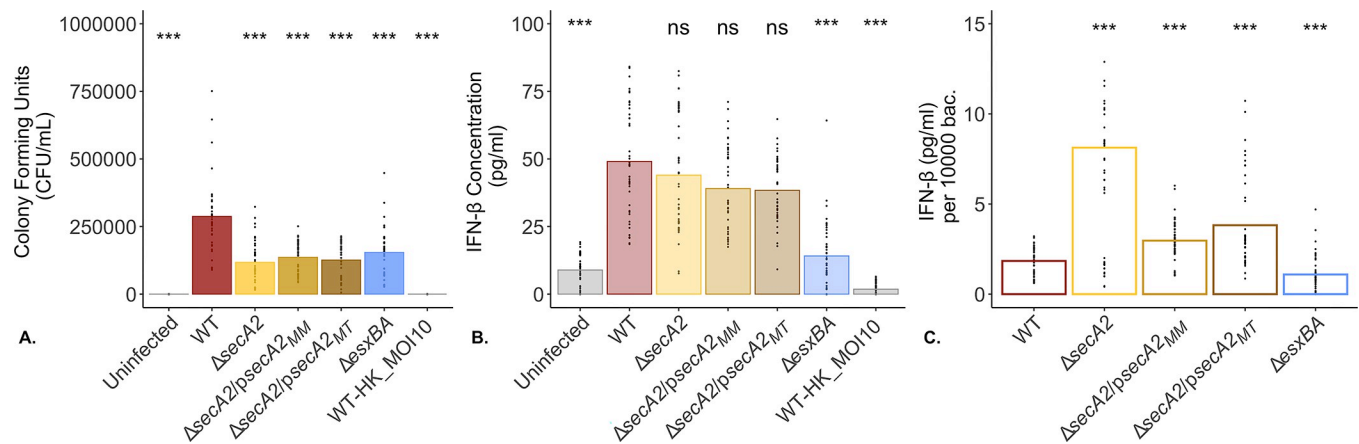 Colony Forming Units
(CFU/mL)
1000000
750000
500000
250000
0
*** *** *** *** *** ***
Uninfected
WT
ΔsecA2
ΔsecA2/psecA2MM
ΔsecA2/psecA2MT
ΔesxBA
WT-HK_MOI10
A.
IFN-β Concentration
(pg/ml)
100
75
50
25
0
*** ns ns ns *** ***
Uninfected
WT
ΔsecA2
ΔsecA2/psecA2MM
ΔsecA2/psecA2MT
ΔesxBA
WT-HK_MOI10
B.
IFN-β (pg/ml)
per 10000 bac.
15
10
5
0
*** *** *** ***
WT
ΔsecA2
ΔsecA2/psecA2MM
ΔsecA2/psecA2MT
ΔesxBA
C.